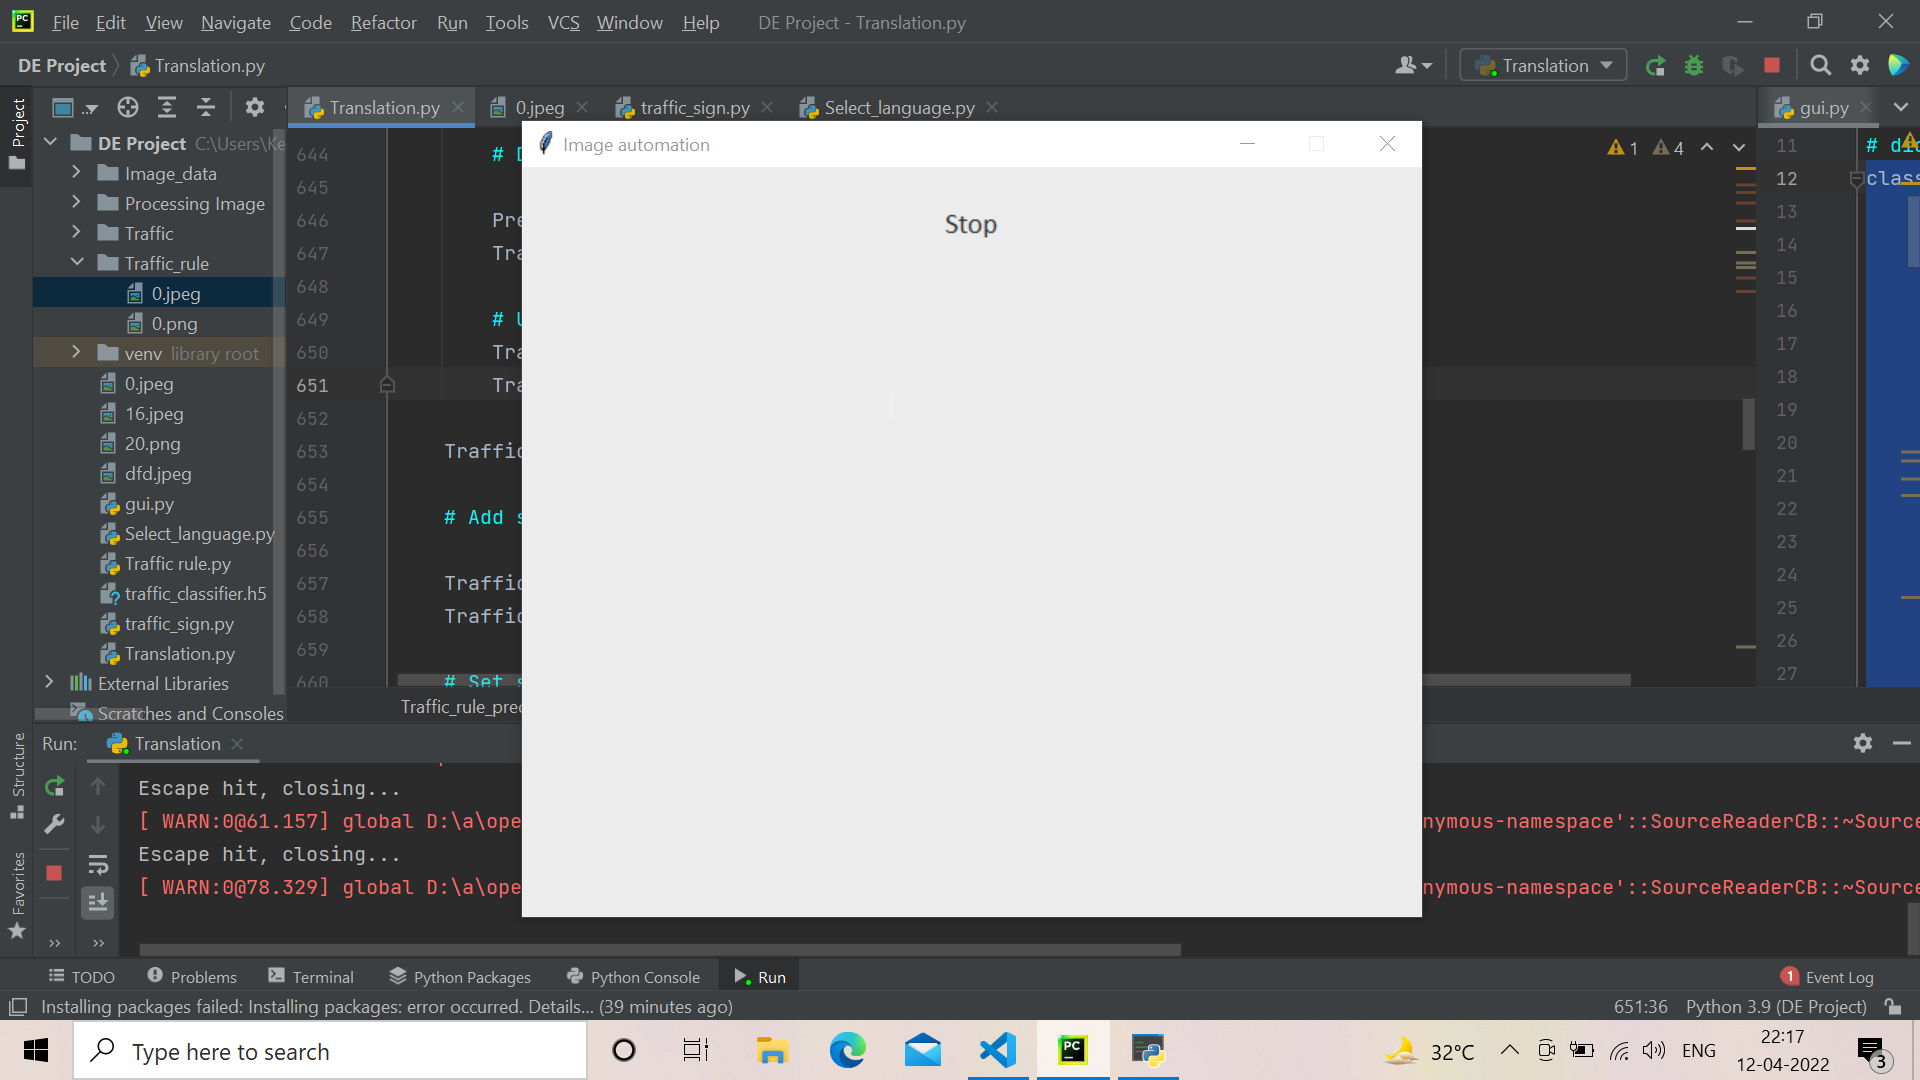 File Edit View Navigate Code Refactor Run Tools VCS Window Help DE Project - Translation.py
DE Project Translation.py
Translation
Project
Translation.py
0.jpeg
traffic_sign.py
Select_language.py
gui.py
DE Project C:\Users\Ke
Image_data
Processing Image
Traffic
Traffic_rule
0.jpeg
0.png
venv library root
0.jpeg
16.jpeg
20.png
dfd.jpeg
gui.py
Select_language.py
Traffic rule.py
traffic_classifier.h5
traffic_sign.py
Translation.py
External Libraries
Scratches and Consoles
644
645
646 Pre
647 Tra
648
649 #
650 Tra
651 Tra
652
653 Traffic
654
655 # Add s
656
657 Traffic
658 Traffic
659
660 # Set s
Traffic_rule_pred
Image automation
Stop
1 4
11 # dic
12 class
13
14
15
16
17
18
19
20
21
22
23
24
25
26
27
Run: Translation
Structure
Favorites
Escape hit, closing...
[ WARN:0@61.157] global D:\a\ope nymous-namespace'::SourceReaderCB::~Source
Escape hit, closing...
[ WARN:0@78.329] global D:\a\ope nymous-namespace'::SourceReaderCB::~Source
TODO Problems Terminal Python Packages Python Console Run 1 Event Log
Installing packages failed: Installing packages: error occurred. Details... (39 minutes ago) 651:36 Python 3.9 (DE Project)
Type here to search
PC
32°C
ENG
22:17
12-04-2022
3